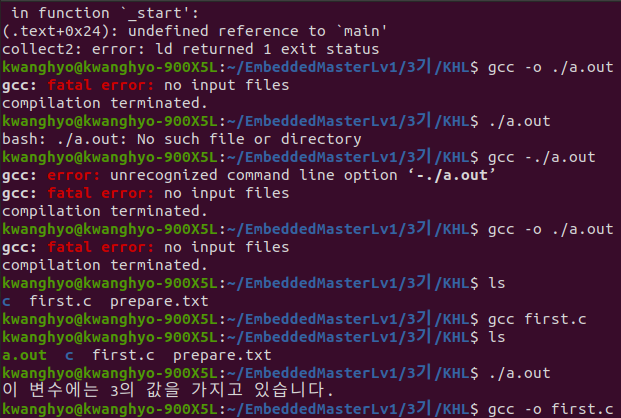 in function `_start':
(.text+0x24): undefined reference to `main'
collect2: error: ld returned 1 exit status
kwanghyo@kwanghyo-900X5L:~/EmbeddedMasterLv1/3기/KHL$ gcc -o ./a.out
gcc: fatal error: no input files
compilation terminated.
kwanghyo@kwanghyo-900X5L:~/EmbeddedMasterLv1/3기/KHL$ ./a.out
bash: ./a.out: No such file or directory
kwanghyo@kwanghyo-900X5L:~/EmbeddedMasterLv1/3기/KHL$ gcc -./a.out
gcc: error: unrecognized command line option ‘-./a.out’
gcc: fatal error: no input files
compilation terminated.
kwanghyo@kwanghyo-900X5L:~/EmbeddedMasterLv1/3기/KHL$ gcc -o ./a.out
gcc: fatal error: no input files
compilation terminated.
kwanghyo@kwanghyo-900X5L:~/EmbeddedMasterLv1/3기/KHL$ ls
c  first.c  prepare.txt
kwanghyo@kwanghyo-900X5L:~/EmbeddedMasterLv1/3기/KHL$ gcc first.c
kwanghyo@kwanghyo-900X5L:~/EmbeddedMasterLv1/3기/KHL$ ls
a.out  c  first.c  prepare.txt
kwanghyo@kwanghyo-900X5L:~/EmbeddedMasterLv1/3기/KHL$ ./a.out
이 변수에는 3의 값을 가지고 있습니다.
kwanghyo@kwanghyo-900X5L:~/EmbeddedMasterLv1/3기/KHL$ gcc -o first.c